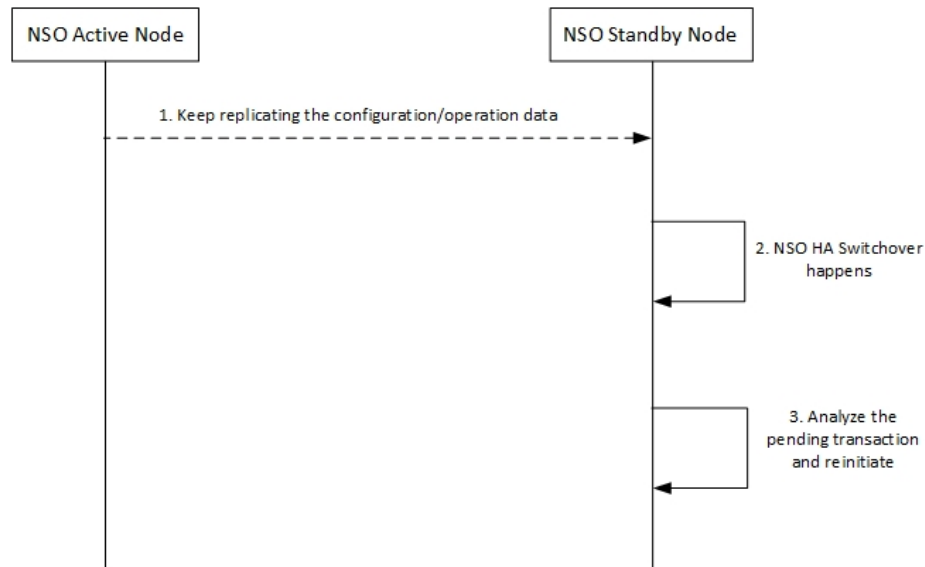 NSO Active Node
NSO Standby Node
1. Keep replicating the configuration/operation data
2. NSO HA Switchover
happens
3. Analyze the
pending transaction
and reinitiate